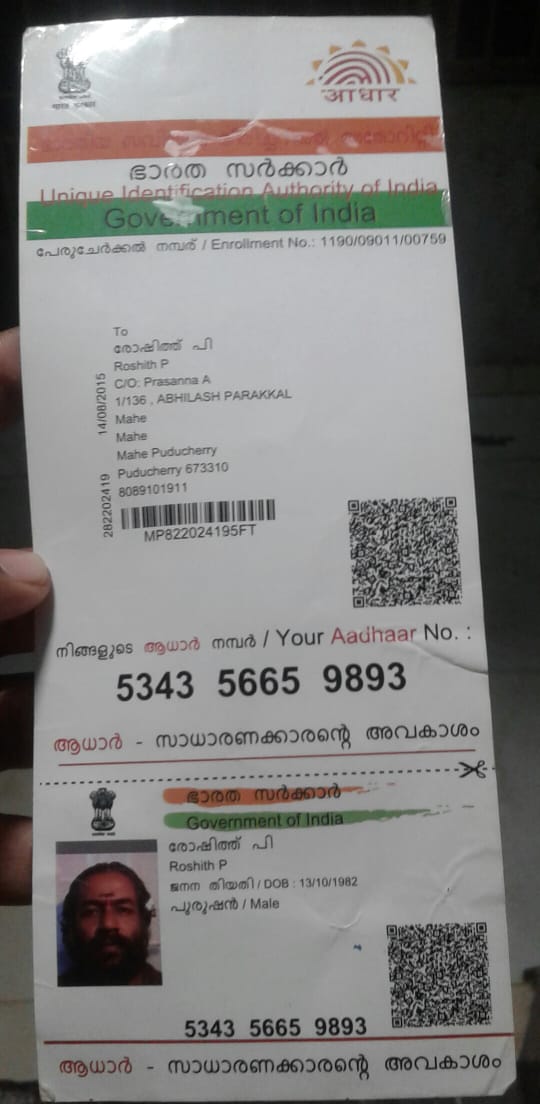 भारत सरकार
आधार
ഭാരത സർക്കാർ
Unique Identification Authority of India
Government of India
പേരുചേർക്കൽ നമ്പര് / Enrollment No.: 1190/09011/00759
To
രോഷിത്ത് പി
Roshith P
C/O: Prasanna A
1/136 , ABHILASH PARAKKAL
Mahe
Mahe
Mahe Puducherry
Puducherry 673310
8089101911
14/08/2015
282202419
MP822024195FT
നിങ്ങളുടെ ആധാർ നമ്പർ / Your Aadhaar No. :
5343 5665 9893
ആധാർ - സാധാരണക്കാരന്റെ അവകാശം
ഭാരത സർക്കാർ
Government of India
രോഷിത്ത് പി
Roshith P
ജനന തിയതി / DOB : 13/10/1982
പുരുഷൻ / Male
5343 5665 9893
ആധാർ - സാധാരണക്കാരന്റെ അവകാശം